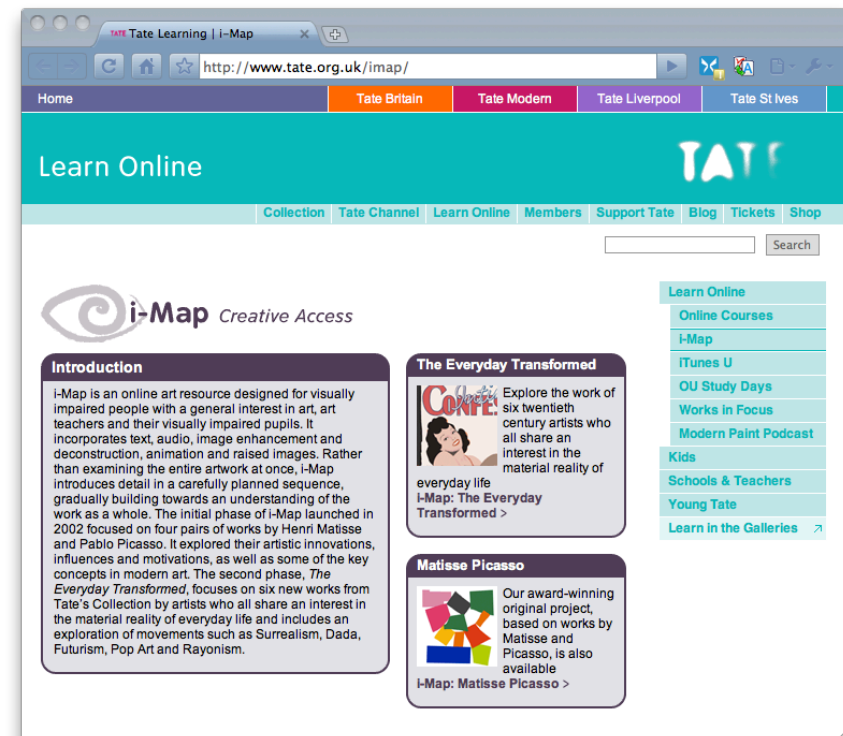 TATE Tate Learning | i-Map
http://www.tate.org.uk/imap/
Home Tate Britain Tate Modern Tate Liverpool Tate St Ives
Learn Online TATE
Collection Tate Channel Learn Online Members Support Tate Blog Tickets Shop
Search
i-Map Creative Access
Introduction
i-Map is an online art resource designed for visually
impaired people with a general interest in art, art
teachers and their visually impaired pupils. It
incorporates text, audio, image enhancement and
deconstruction, animation and raised images. Rather
than examining the entire artwork at once, i-Map
introduces detail in a carefully planned sequence,
gradually building towards an understanding of the
work as a whole. The initial phase of i-Map launched in
2002 focused on four pairs of works by Henri Matisse
and Pablo Picasso. It explored their artistic innovations,
influences and motivations, as well as some of the key
concepts in modern art. The second phase, The
Everyday Transformed, focuses on six new works from
Tate's Collection by artists who all share an interest in
the material reality of everyday life and includes an
exploration of movements such as Surrealism, Dada,
Futurism, Pop Art and Rayonism.
The Everyday Transformed
Explore the work of
six twentieth
century artists who
all share an
interest in the
material reality of
everyday life
i-Map: The Everyday
Transformed >
Matisse Picasso
Our award-winning
original project,
based on works by
Matisse and
Picasso, is also
available
i-Map: Matisse Picasso >
Learn Online
Online Courses
i-Map
iTunes U
OU Study Days
Works in Focus
Modern Paint Podcast
Kids
Schools & Teachers
Young Tate
Learn in the Galleries